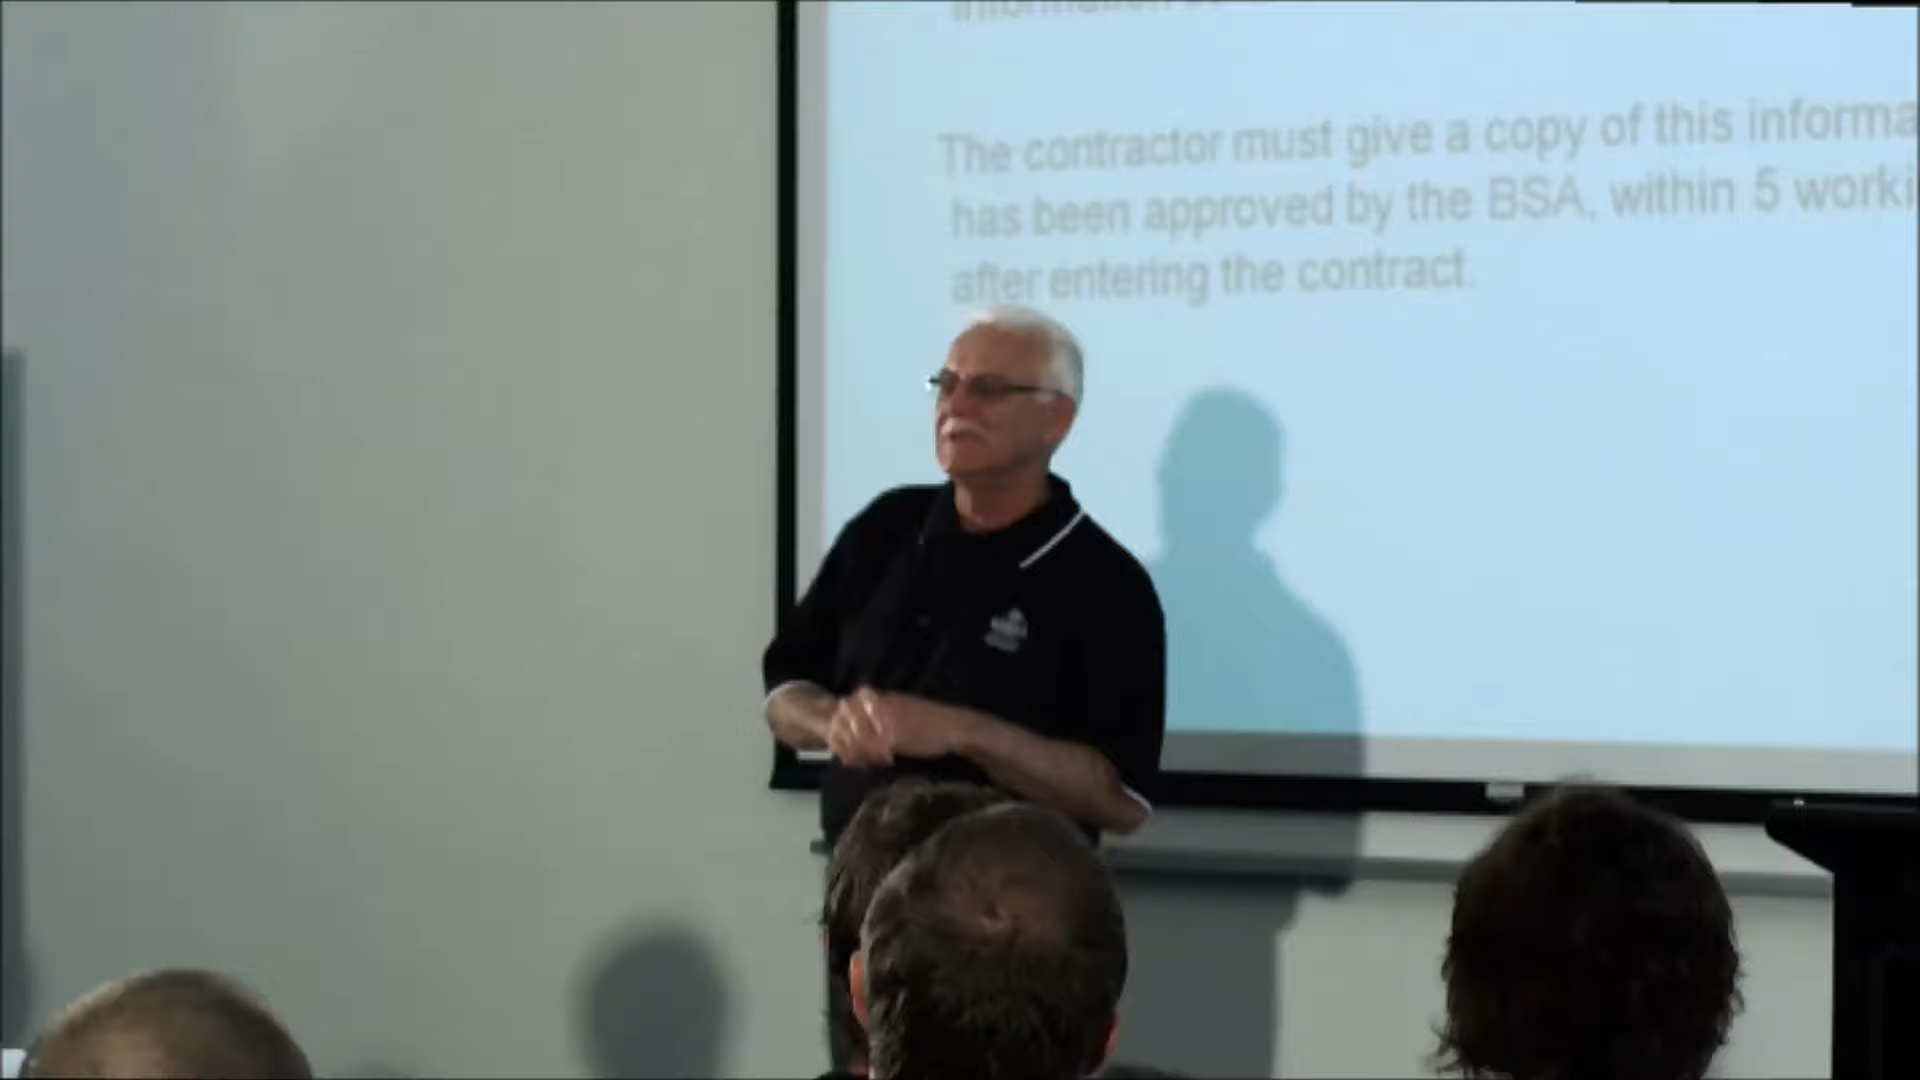 information
The contractor must give a copy of this informa
has been approved by the BSA, within 5 worki
after entering the contract.